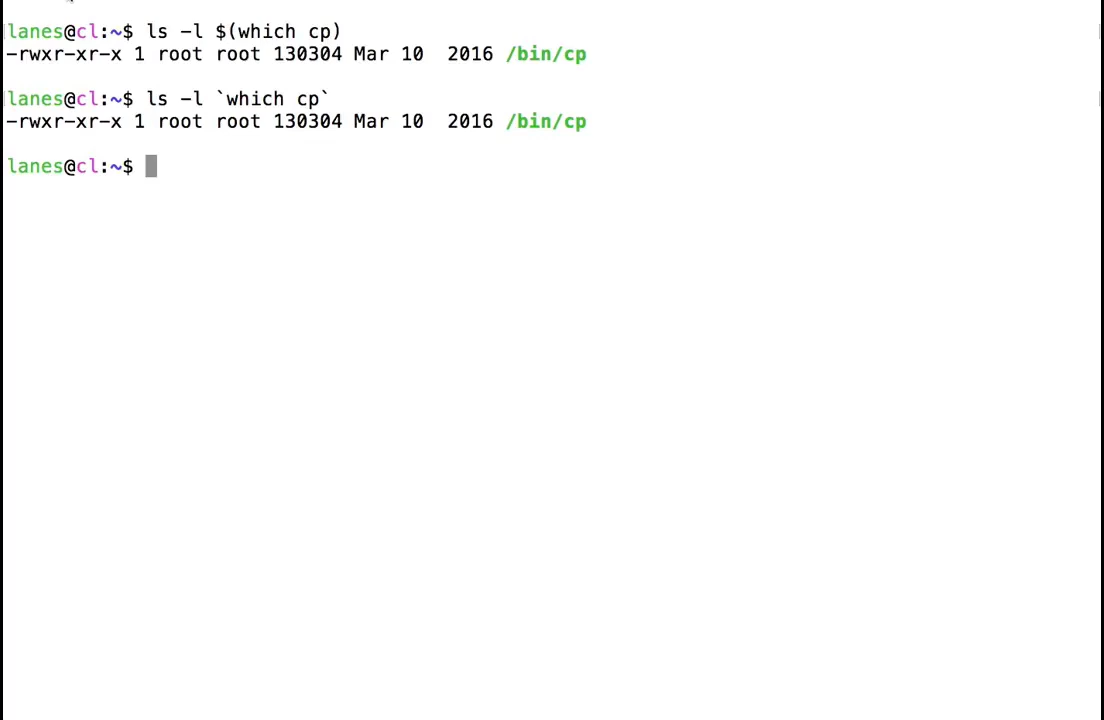 lanes@cl:~$ ls -l $(which cp)
-rwxr-xr-x 1 root root 130304 Mar 10  2016 /bin/cp
lanes@cl:~$ ls -l `which cp`
-rwxr-xr-x 1 root root 130304 Mar 10  2016 /bin/cp
lanes@cl:~$